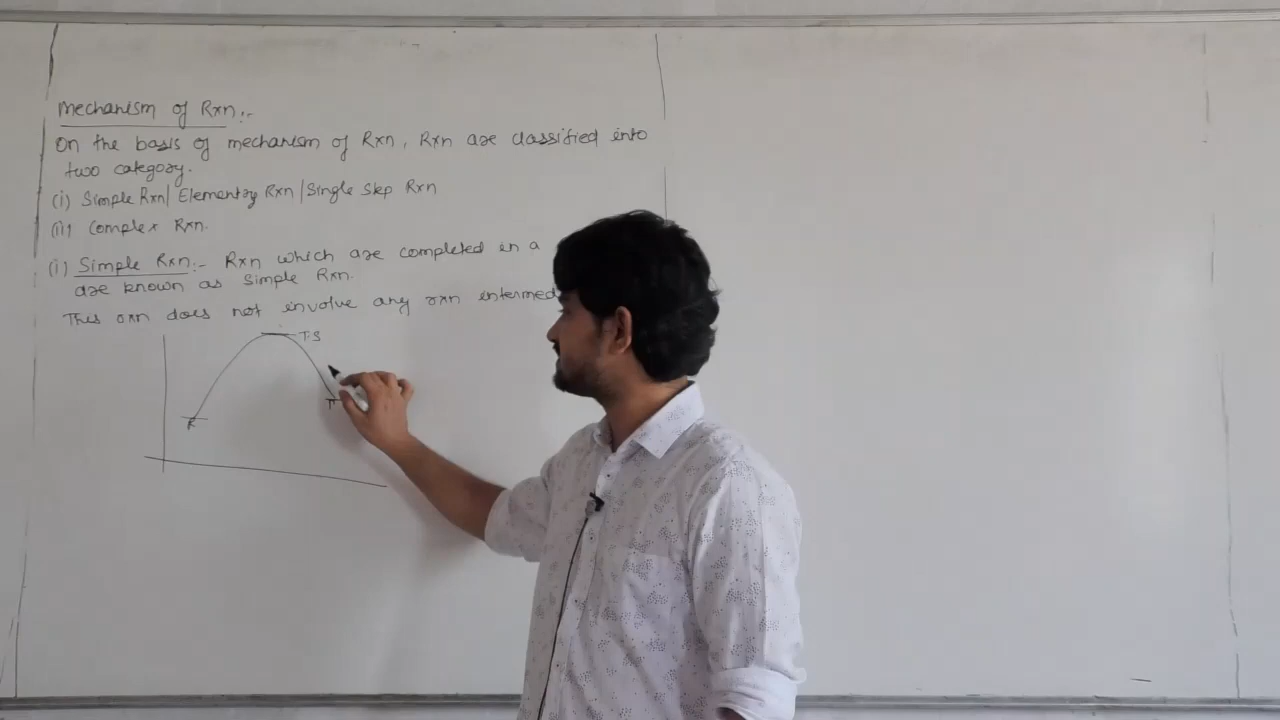 Mechanism of Rxn:-
On the basis of mechanism of Rxn, Rxn are classified into
two category.
(i) Simple Rxn/ Elementry Rxn /Single step Rxn
(ii) Complex Rxn.
(i) Simple Rxn:- Rxn which are completed in a
are known as simple Rxn.
This rxn does not involve any rxn intermed
T.S
R